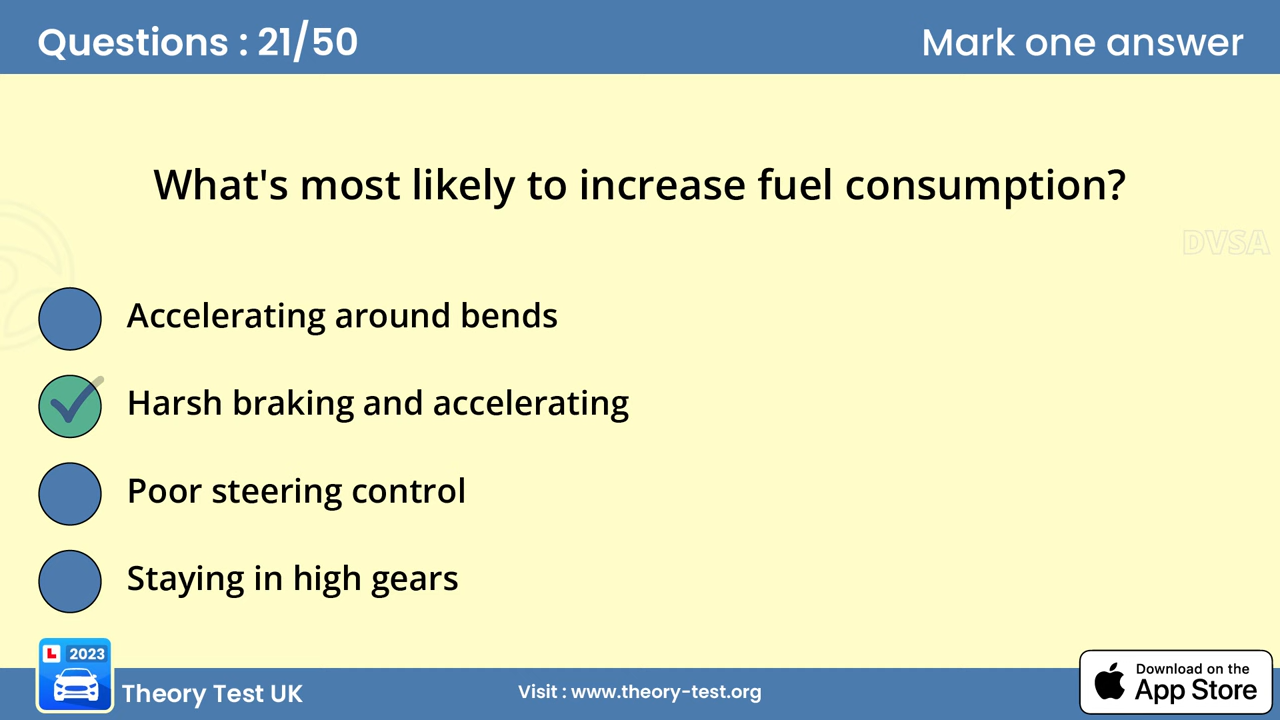 Questions : 21/50
Mark one answer
What's most likely to increase fuel consumption?
DVSA
Accelerating around bends
Harsh braking and accelerating
Poor steering control
Staying in high gears
L 2023
Theory Test UK
Visit : www.theory-test.org
Download on the
App Store